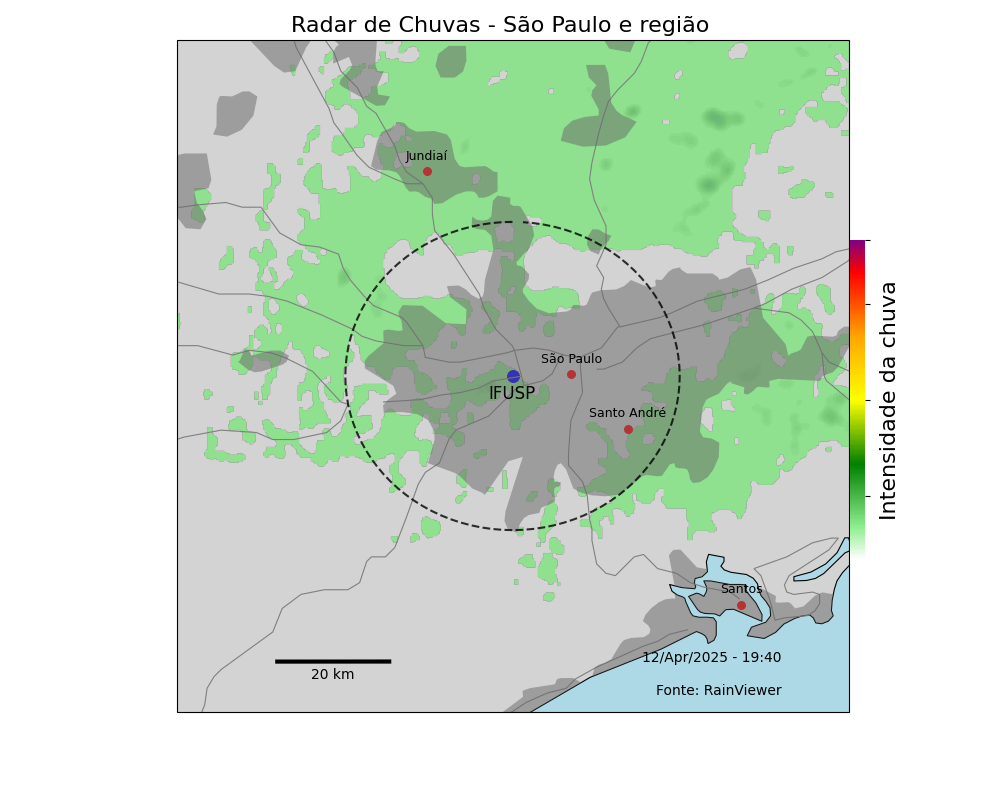 Radar de Chuvas - São Paulo e região
Jundiaí
São Paulo
IFUSP
Santo André
Intensidade da chuva
Santos
12/Apr/2025 - 19:40
20 km
Fonte: RainViewer